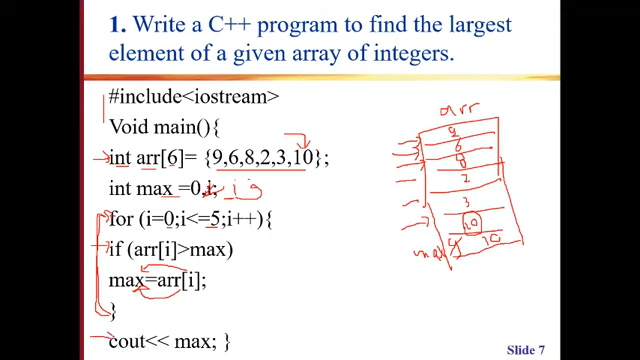 1. Write a C++ program to find the largest
element of a given array of integers.
#include<iostream>
Void main(){
int arr[6]= {9,6,8,2,3,10};
int max =0,i;
for (i=0;i<=5;i++){
if (arr[i]>max)
max=arr[i];
}
cout<< max; }
arr
9
6
8
2
3
10
max
10
Slide 7